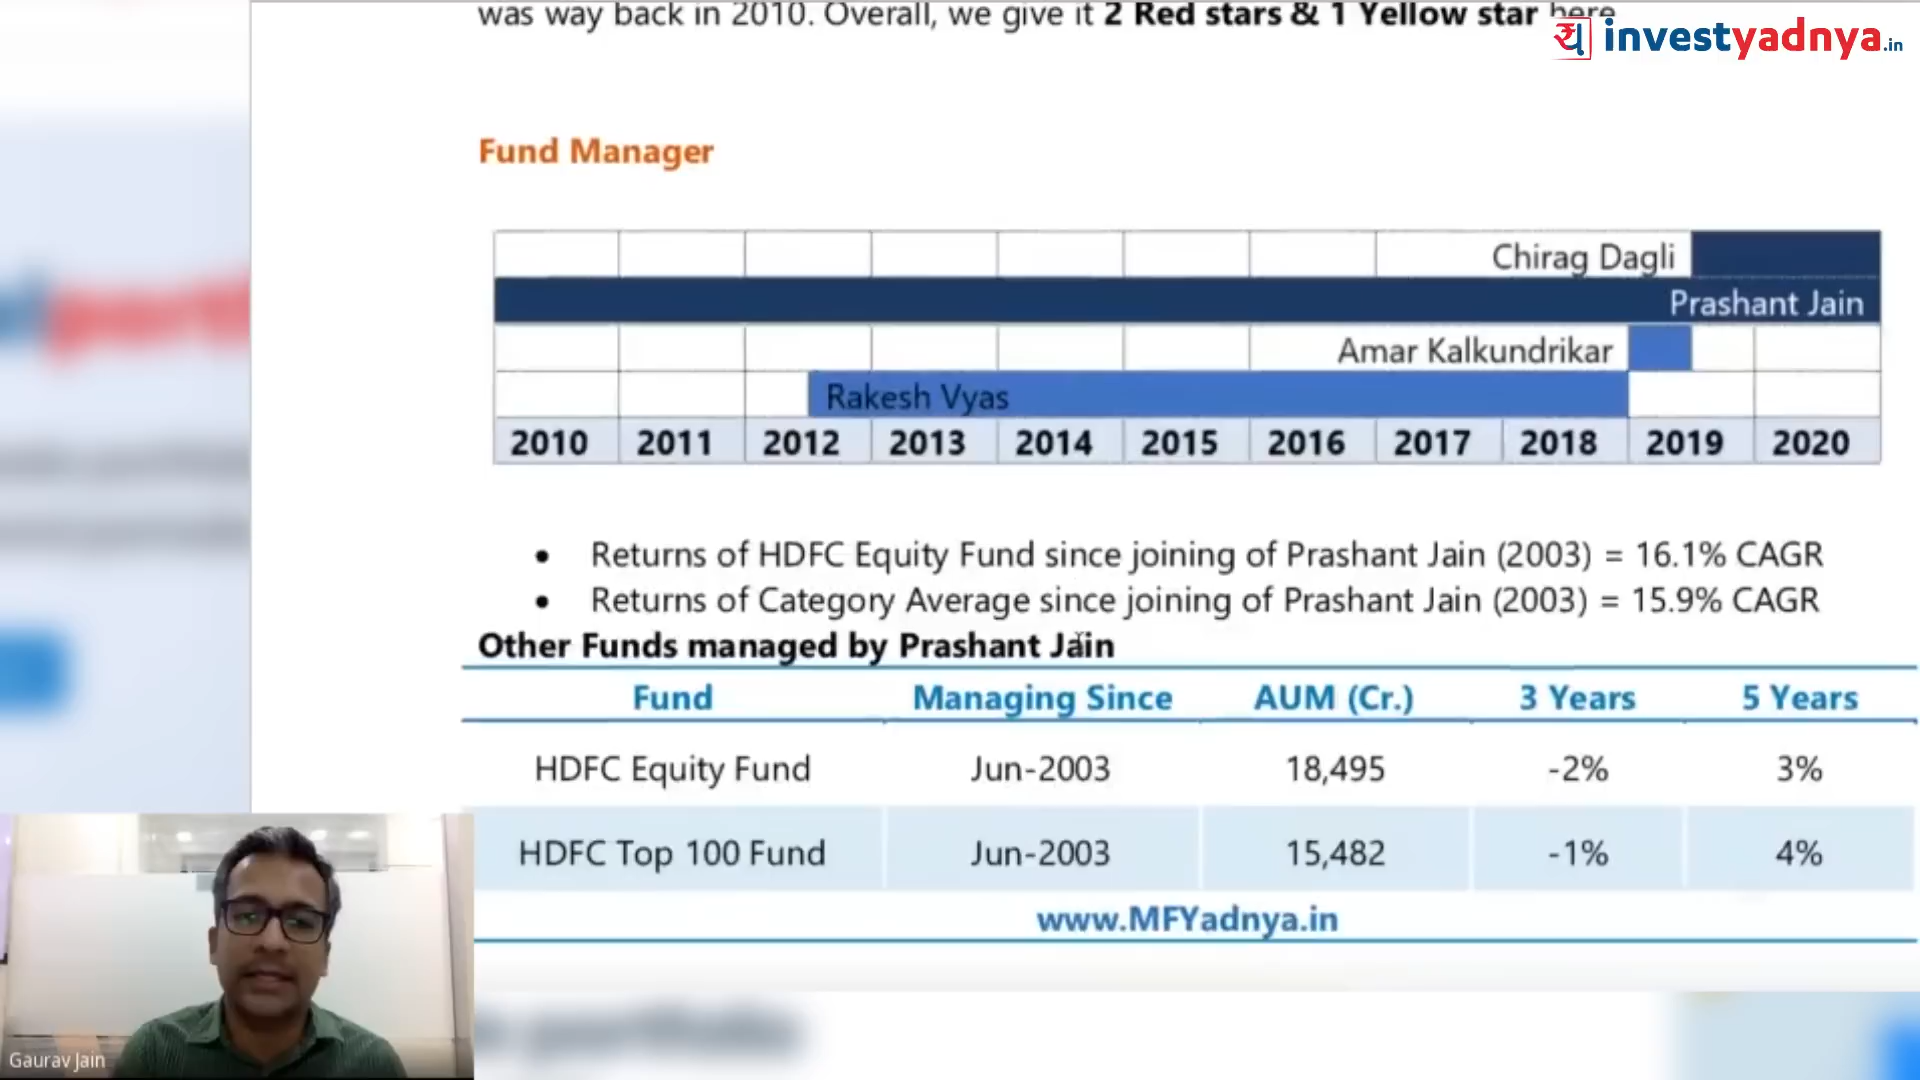 was way back in 2010. Overall, we give it 2 Red stars & 1 Yellow star here
investyadnya.in
Fund Manager
Chirag Dagli
Prashant Jain
Amar Kalkundrikar
Rakesh Vyas
2010 2011 2012 2013 2014 2015 2016 2017 2018 2019 2020
• Returns of HDFC Equity Fund since joining of Prashant Jain (2003) = 16.1% CAGR
• Returns of Category Average since joining of Prashant Jain (2003) = 15.9% CAGR
Other Funds managed by Prashant Jain
Fund Managing Since AUM (Cr.) 3 Years 5 Years
HDFC Equity Fund Jun-2003 18,495 -2% 3%
HDFC Top 100 Fund Jun-2003 15,482 -1% 4%
www.MFYadnya.in
Gaurav Jain